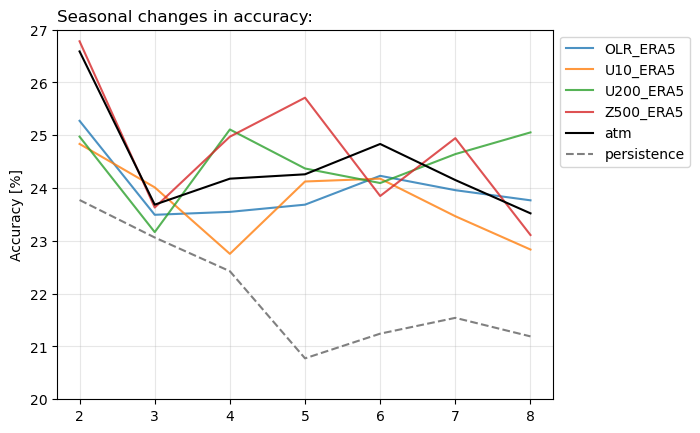 Seasonal changes in accuracy:
27
26
25
24
23
22
21
20
Accuracy [%]
2 3 4 5 6 7 8
OLR_ERA5
U10_ERA5
U200_ERA5
Z500_ERA5
atm
persistence